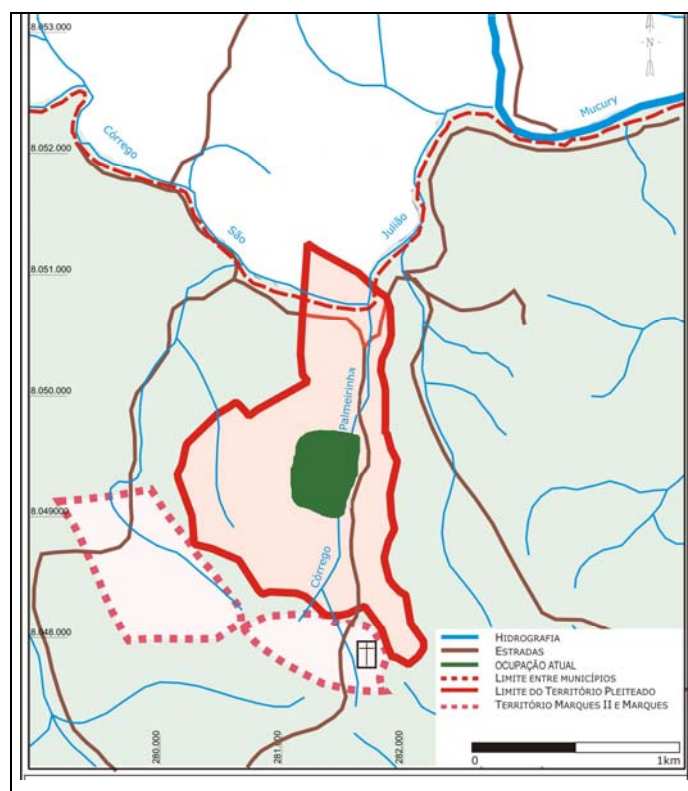 8.053.000
N
Mucury
8.052.000
Córrego
São
Julião
8.051.000
8.050.000
Palmeirinha
8.049.000
Córrego
8.048.000
HIDROGRAFIA
ESTRADAS
OCUPAÇÃO ATUAL
LIMITE ENTRE MUNICÍPIOS
LIMITE DO TERRITÓRIO PLEITEADO
TERRITÓRIO MARQUES II E MARQUES
280.000
281.000
282.000
0 1km